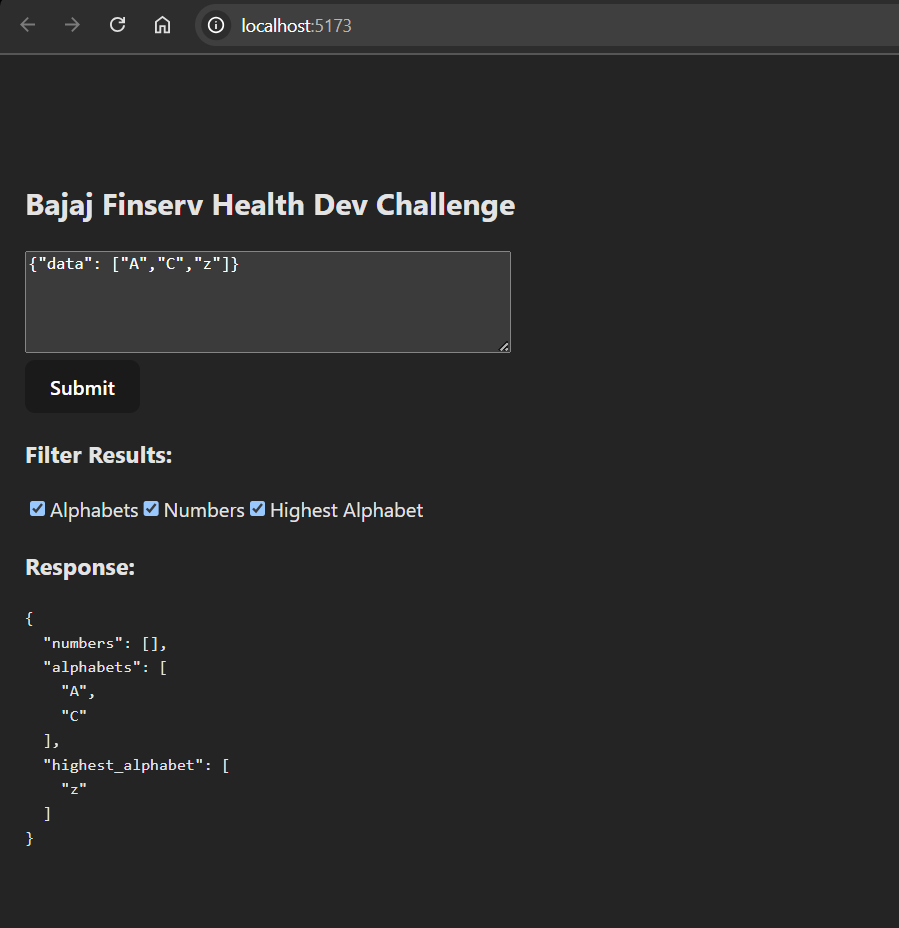 localhost:5173
Bajaj Finserv Health Dev Challenge
{"data": ["A","C","z"]}
Submit
Filter Results:
Alphabets Numbers Highest Alphabet
Response:
{
  "numbers": [],
  "alphabets": [
    "A",
    "C"
  ],
  "highest_alphabet": [
    "z"
  ]
}